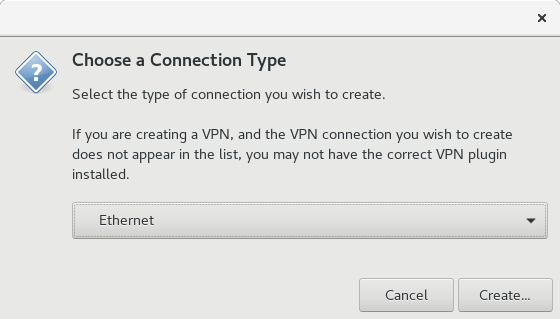 Choose a Connection Type
Select the type of connection you wish to create.
If you are creating a VPN, and the VPN connection you wish to create
does not appear in the list, you may not have the correct VPN plugin
installed.
Ethernet
Cancel
Create...